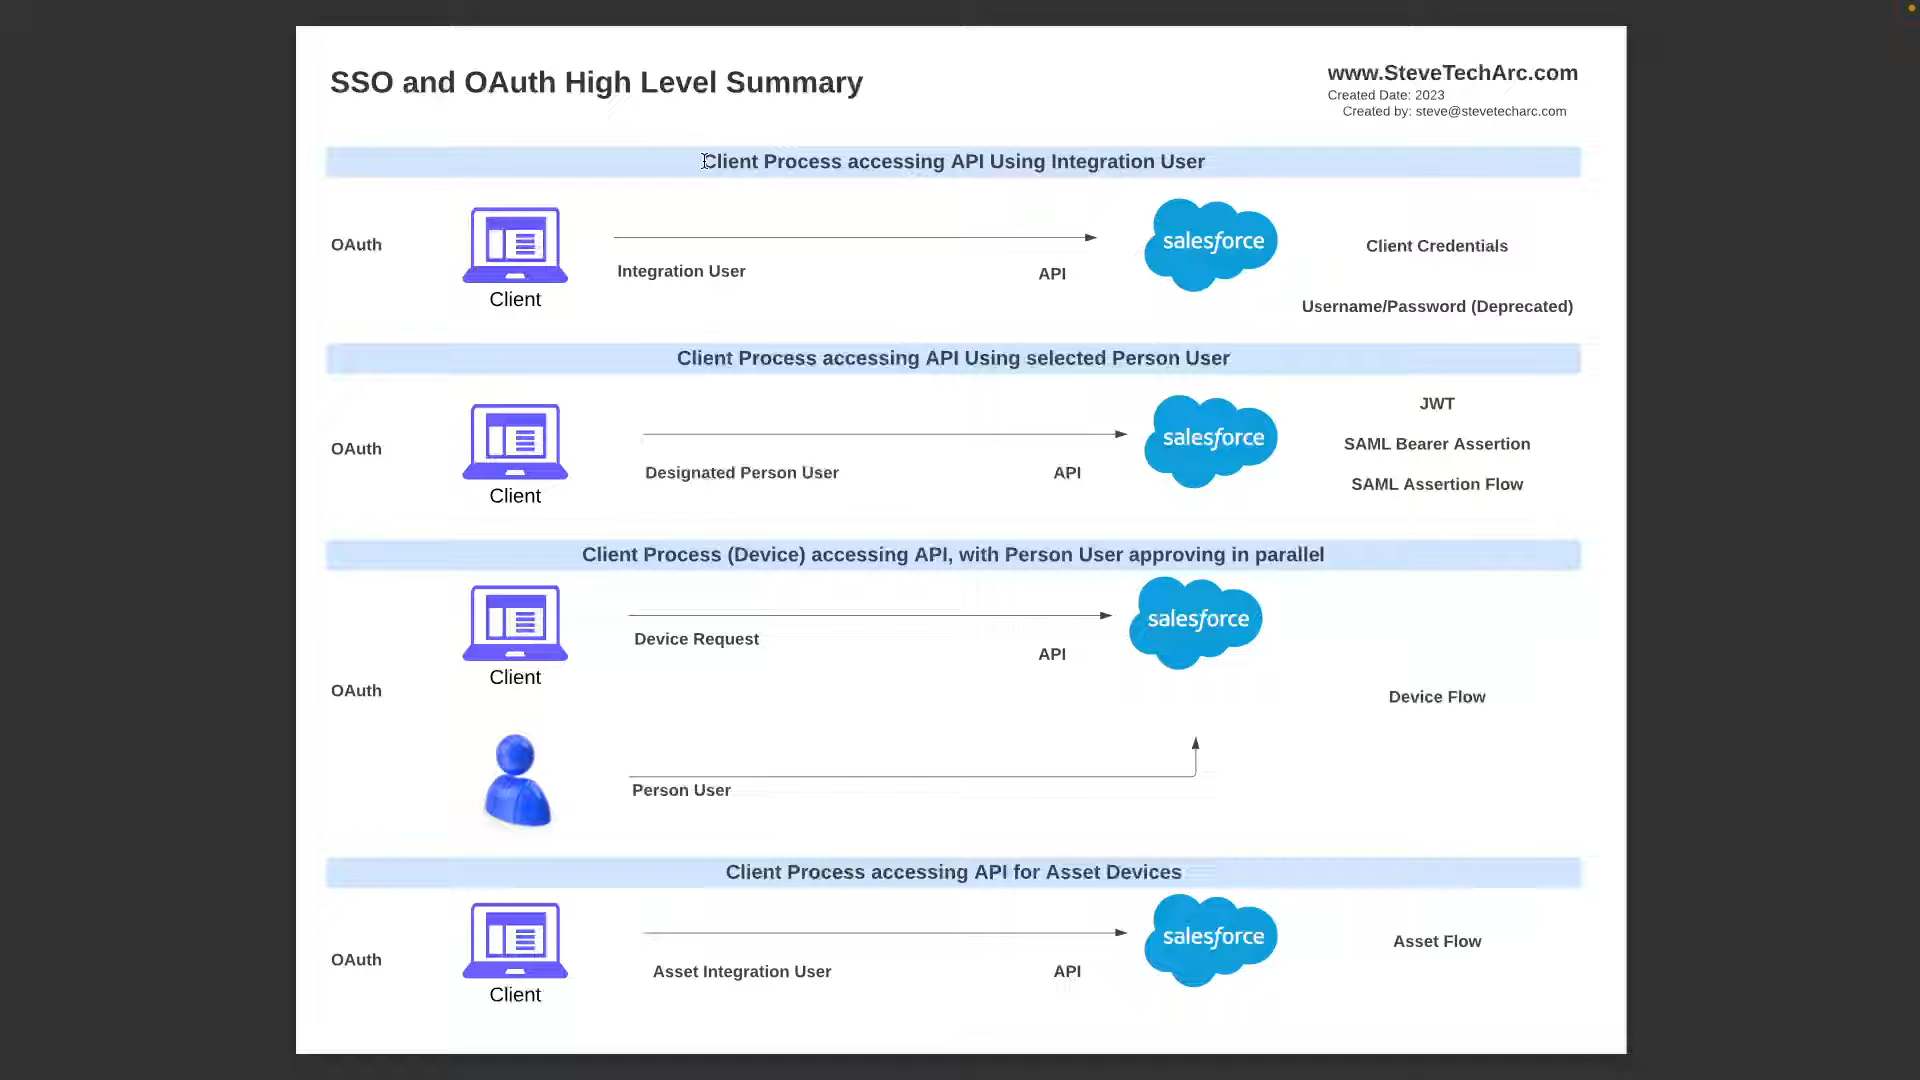 SSO and OAuth High Level Summary
www.SteveTechArc.com
Created Date: 2023
Created by: steve@stevetecharc.com
Client Process accessing API Using Integration User
OAuth
Client
Integration User
API
salesforce
Client Credentials
Username/Password (Deprecated)
Client Process accessing API Using selected Person User
OAuth
Client
Designated Person User
API
salesforce
JWT
SAML Bearer Assertion
SAML Assertion Flow
Client Process (Device) accessing API, with Person User approving in parallel
Client
Device Request
API
salesforce
OAuth
Device Flow
Person User
Client Process accessing API for Asset Devices
OAuth
Client
Asset Integration User
API
salesforce
Asset Flow